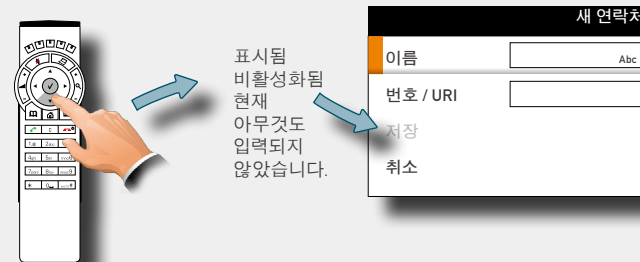 표시됨
비활성화됨
현재
아무것도
입력되지
않았습니다.
새 연락처
이름
Abc
번호 / URI
저장
취소